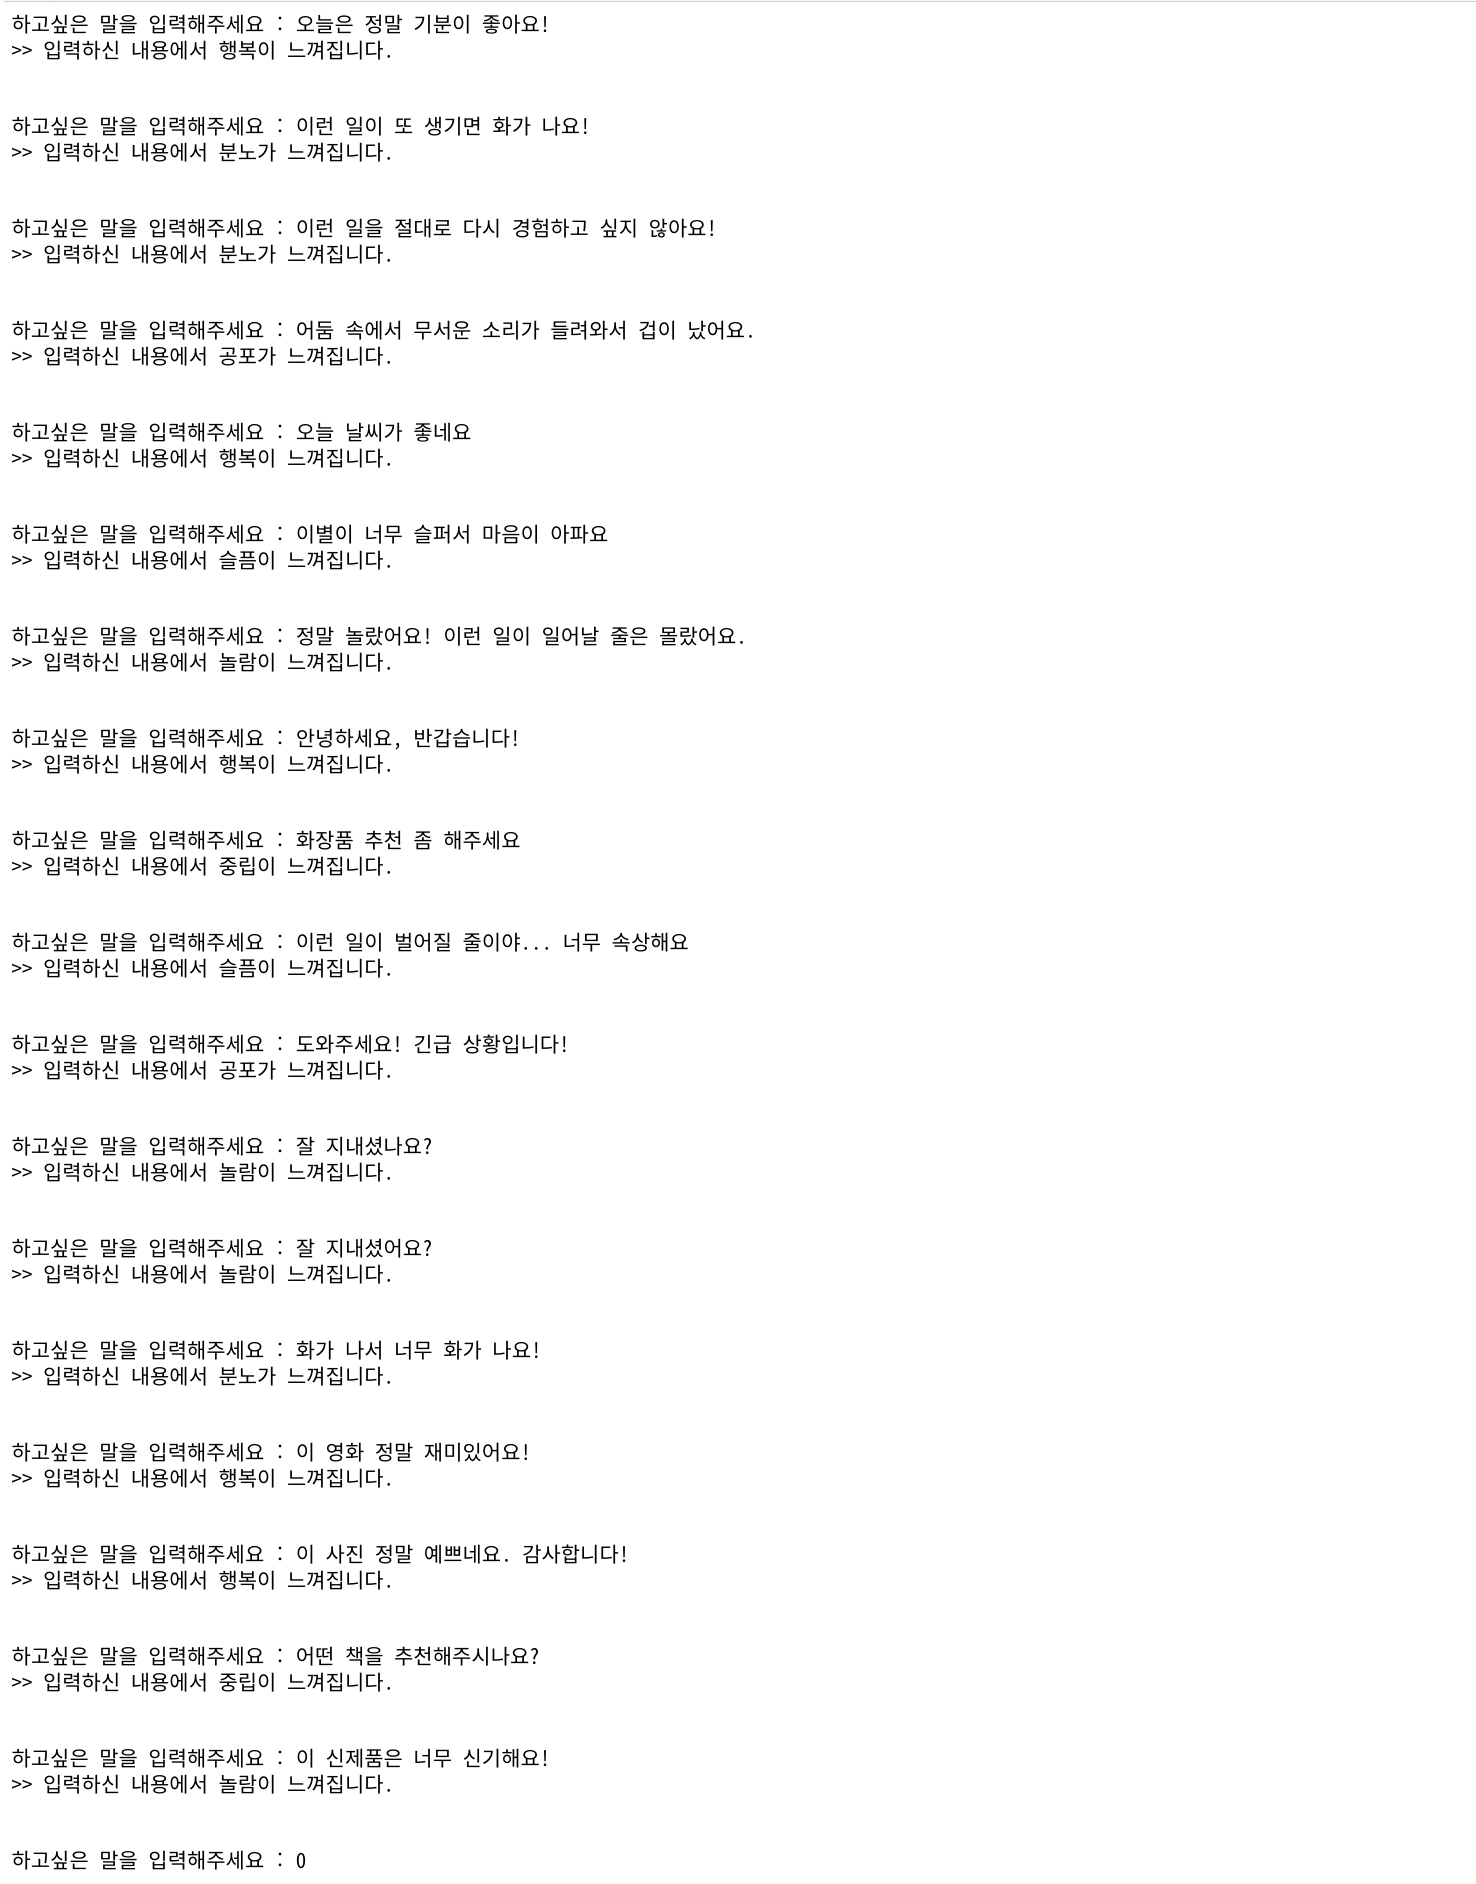 하고싶은 말을 입력해주세요 : 오늘은 정말 기분이 좋아요!
>> 입력하신 내용에서 행복이 느껴집니다.
하고싶은 말을 입력해주세요 : 이런 일이 또 생기면 화가 나요!
>> 입력하신 내용에서 분노가 느껴집니다.
하고싶은 말을 입력해주세요 : 이런 일을 절대로 다시 경험하고 싶지 않아요!
>> 입력하신 내용에서 분노가 느껴집니다.
하고싶은 말을 입력해주세요 : 어둠 속에서 무서운 소리가 들려와서 겁이 났어요.
>> 입력하신 내용에서 공포가 느껴집니다.
하고싶은 말을 입력해주세요 : 오늘 날씨가 좋네요
>> 입력하신 내용에서 행복이 느껴집니다.
하고싶은 말을 입력해주세요 : 이별이 너무 슬퍼서 마음이 아파요
>> 입력하신 내용에서 슬픔이 느껴집니다.
하고싶은 말을 입력해주세요 : 정말 놀랐어요! 이런 일이 일어날 줄은 몰랐어요.
>> 입력하신 내용에서 놀람이 느껴집니다.
하고싶은 말을 입력해주세요 : 안녕하세요, 반갑습니다!
>> 입력하신 내용에서 행복이 느껴집니다.
하고싶은 말을 입력해주세요 : 화장품 추천 좀 해주세요
>> 입력하신 내용에서 중립이 느껴집니다.
하고싶은 말을 입력해주세요 : 이런 일이 벌어질 줄이야... 너무 속상해요
>> 입력하신 내용에서 슬픔이 느껴집니다.
하고싶은 말을 입력해주세요 : 도와주세요! 긴급 상황입니다!
>> 입력하신 내용에서 공포가 느껴집니다.
하고싶은 말을 입력해주세요 : 잘 지내셨나요?
>> 입력하신 내용에서 놀람이 느껴집니다.
하고싶은 말을 입력해주세요 : 잘 지내셨어요?
>> 입력하신 내용에서 놀람이 느껴집니다.
하고싶은 말을 입력해주세요 : 화가 나서 너무 화가 나요!
>> 입력하신 내용에서 분노가 느껴집니다.
하고싶은 말을 입력해주세요 : 이 영화 정말 재미있어요!
>> 입력하신 내용에서 행복이 느껴집니다.
하고싶은 말을 입력해주세요 : 이 사진 정말 예쁘네요. 감사합니다!
>> 입력하신 내용에서 행복이 느껴집니다.
하고싶은 말을 입력해주세요 : 어떤 책을 추천해주시나요?
>> 입력하신 내용에서 중립이 느껴집니다.
하고싶은 말을 입력해주세요 : 이 신제품은 너무 신기해요!
>> 입력하신 내용에서 놀람이 느껴집니다.
하고싶은 말을 입력해주세요 : 0